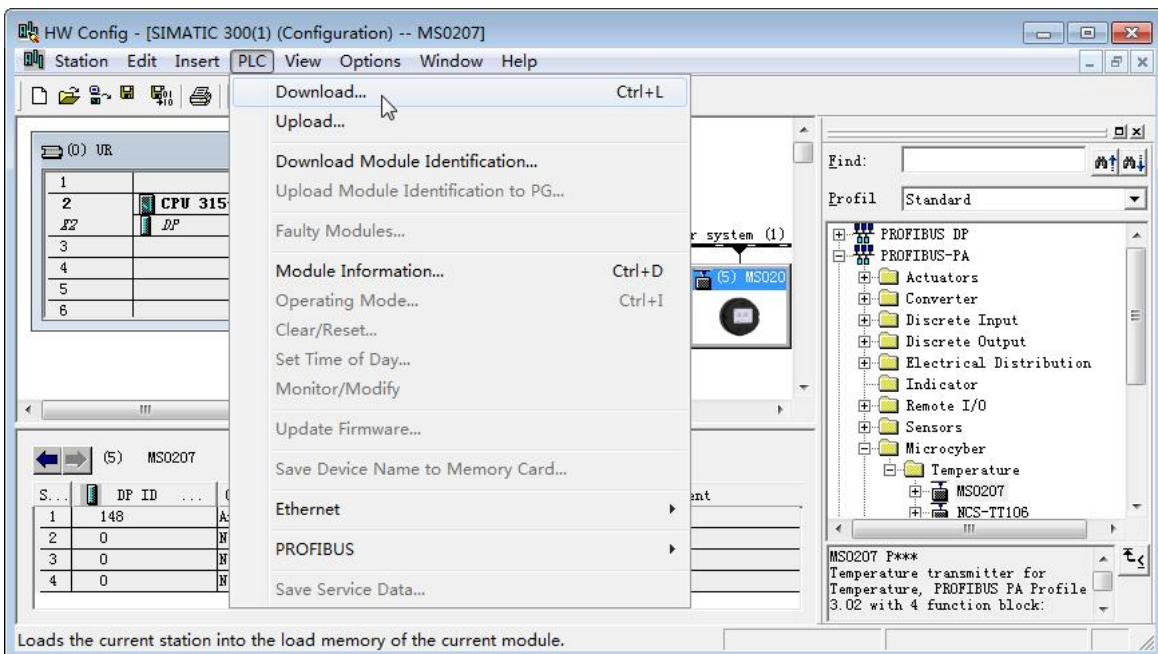 HW Config - [SIMATIC 300(1) (Configuration) -- MS0207]
Station Edit Insert PLC View Options Window Help
Download... Ctrl+L
Upload...
Download Module Identification...
Upload Module Identification to PG...
Faulty Modules...
Module Information... Ctrl+D
Operating Mode... Ctrl+I
Clear/Reset...
Set Time of Day...
Monitor/Modify
Update Firmware...
Save Device Name to Memory Card...
Ethernet
PROFIBUS
Save Service Data...
(0) UR
1
2 CPU 315-
X2 DP
3
4
5
6
r system (1)
(5) MS020
(5) MS0207
S... DP ID ...
1 148
2 0 N
3 0 N
4 0 N
Find:
Profil Standard
PROFIBUS DP
PROFIBUS-PA
Actuators
Converter
Discrete Input
Discrete Output
Electrical Distribution
Indicator
Remote I/O
Sensors
Microcyber
Temperature
MS0207
NCS-TT106
MS0207 P***
Temperature transmitter for
Temperature, PROFIBUS PA Profile
3.02 with 4 function block:
Loads the current station into the load memory of the current module.